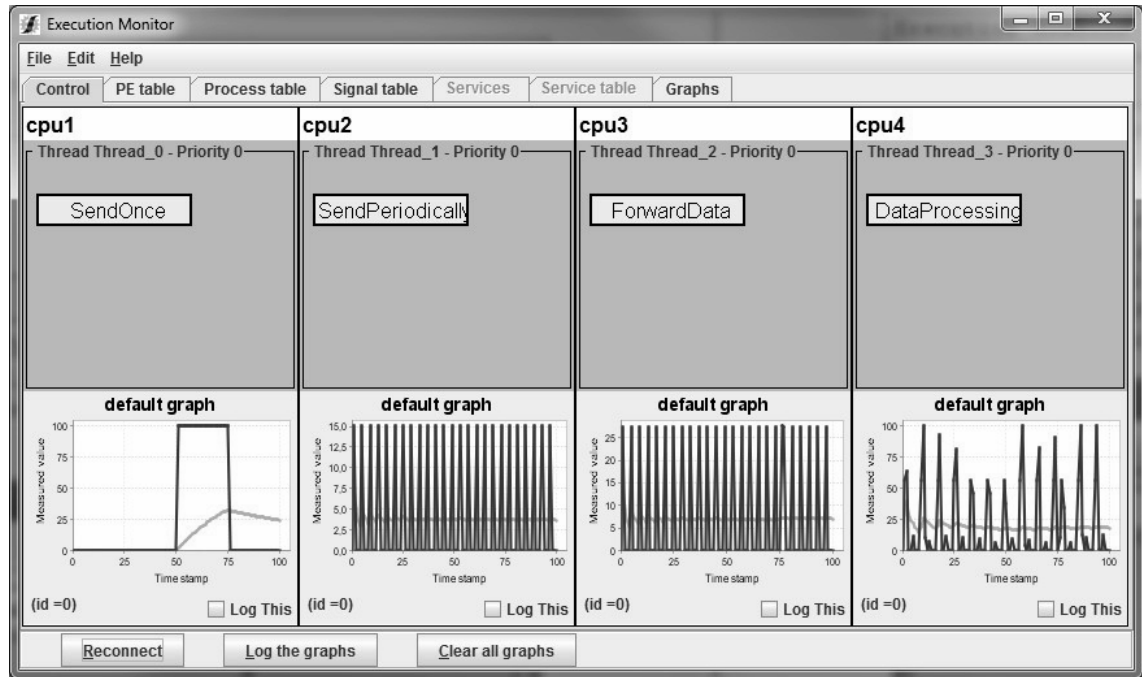 Execution Monitor
File Edit Help
Control PE table Process table Signal table Services Service table Graphs
cpu1 cpu2 cpu3 cpu4
Thread Thread_0 - Priority 0 Thread Thread_1 - Priority 0 Thread Thread_2 - Priority 0 Thread Thread_3 - Priority 0
SendOnce SendPeriodically ForwardData DataProcessing
default graph default graph default graph default graph
Measured value
100
75
50
25
0
0 25 50 75 100
Time stamp
Measured value
15,0
12,5
10,0
7,5
5,0
2,5
0,0
0 25 50 75 100
Time stamp
Measured value
25
20
15
10
5
0
0 25 50 75 100
Time stamp
Measured value
100
75
50
25
0
0 25 50 75 100
Time stamp
(id =0) Log This (id =0) Log This (id =0) Log This (id =0) Log This
Reconnect Log the graphs Clear all graphs